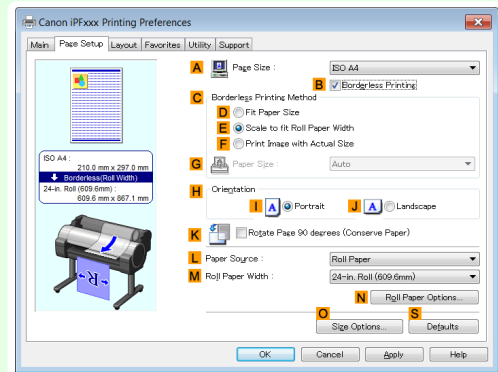 Canon iPFxxx Printing Preferences
Main Page Setup Layout Favorites Utility Support
A Page Size : ISO A4
B Borderless Printing
C Borderless Printing Method
D Fit Paper Size
E Scale to fit Roll Paper Width
F Print Image with Actual Size
G Paper Size : Auto
ISO A4 :
210.0 mm x 297.0 mm
Borderless(Roll Width)
24-in. Roll (609.6mm) :
609.6 mm x 867.1 mm
H Orientation
I A Portrait J A Landscape
K Rotate Page 90 degrees (Conserve Paper)
L Paper Source : Roll Paper
M Roll Paper Width : 24-in. Roll (609.6mm)
N Roll Paper Options...
O S
Size Options... Defaults
R
OK Cancel Apply Help